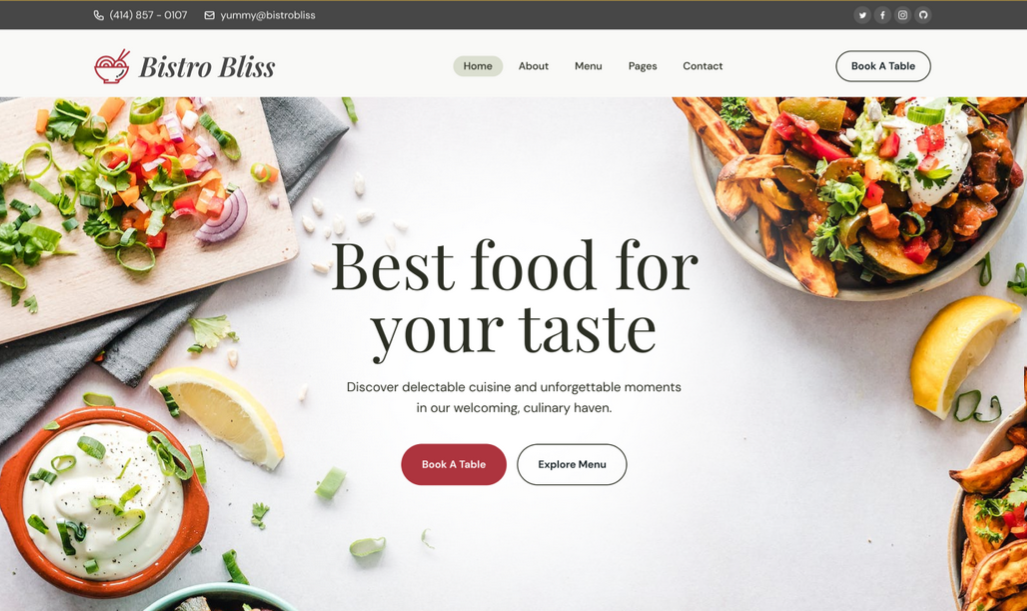 (414) 857 - 0107 yummy@bistrobliss
Bistro Bliss Home About Menu Pages Contact Book A Table
Best food for
your taste
Discover delectable cuisine and unforgettable moments
in our welcoming, culinary haven.
Book A Table Explore Menu